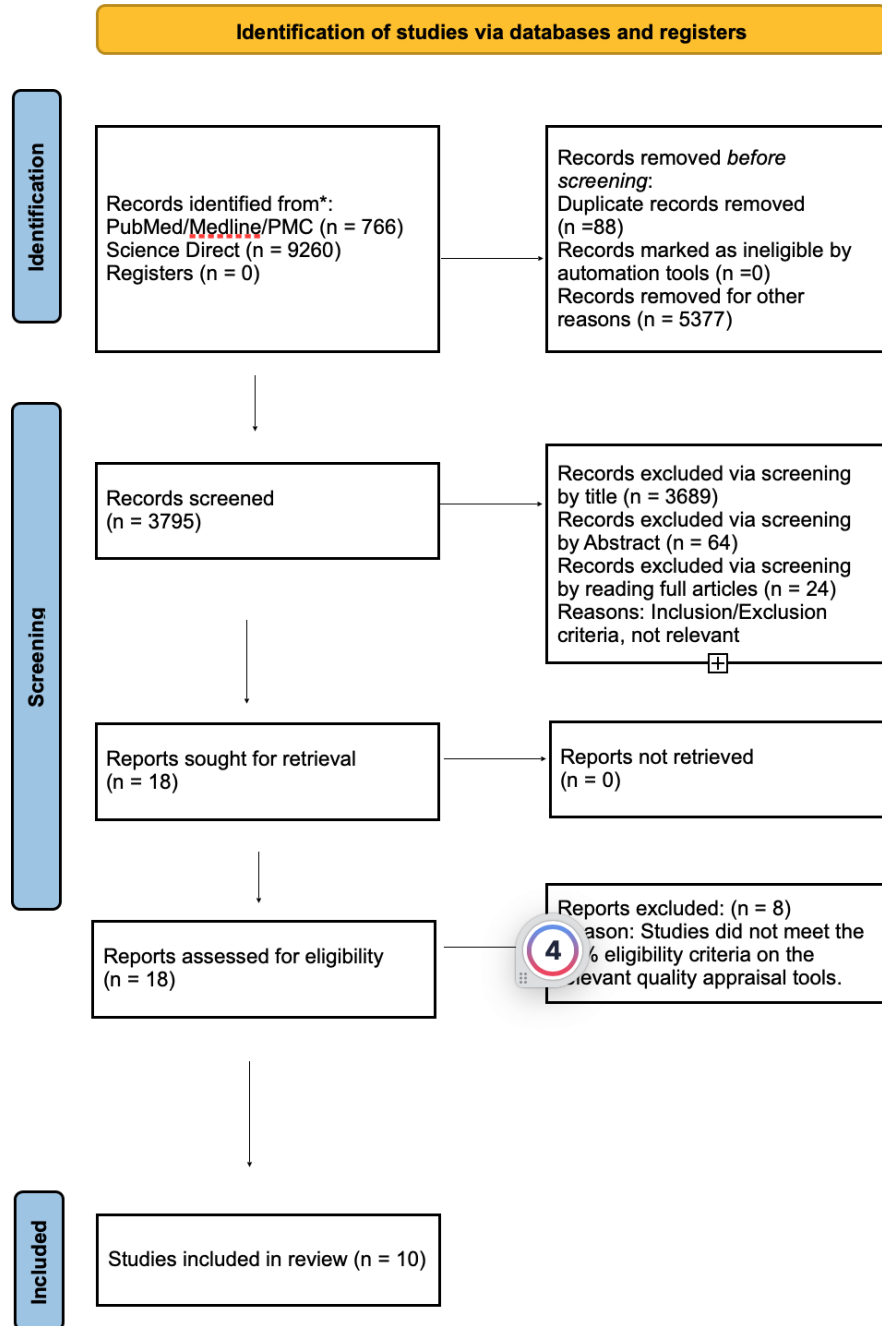 Identification of studies via databases and registers
Identification
Records identified from*:
PubMed/Medline/PMC (n = 766)
Science Direct (n = 9260)
Registers (n = 0)
Records removed before
screening:
Duplicate records removed
(n =88)
Records marked as ineligible by
automation tools (n =0)
Records removed for other
reasons (n = 5377)
Screening
Records screened
(n = 3795)
Records excluded via screening
by title (n = 3689)
Records excluded via screening
by Abstract (n = 64)
Records excluded via screening
by reading full articles (n = 24)
Reasons: Inclusion/Exclusion
criteria, not relevant
Reports sought for retrieval
(n = 18)
Reports not retrieved
(n = 0)
Reports assessed for eligibility
(n = 18)
Reports excluded: (n = 8)
Studies did not meet the
% eligibility criteria on the
quality appraisal tools.
4
Included
Studies included in review (n = 10)